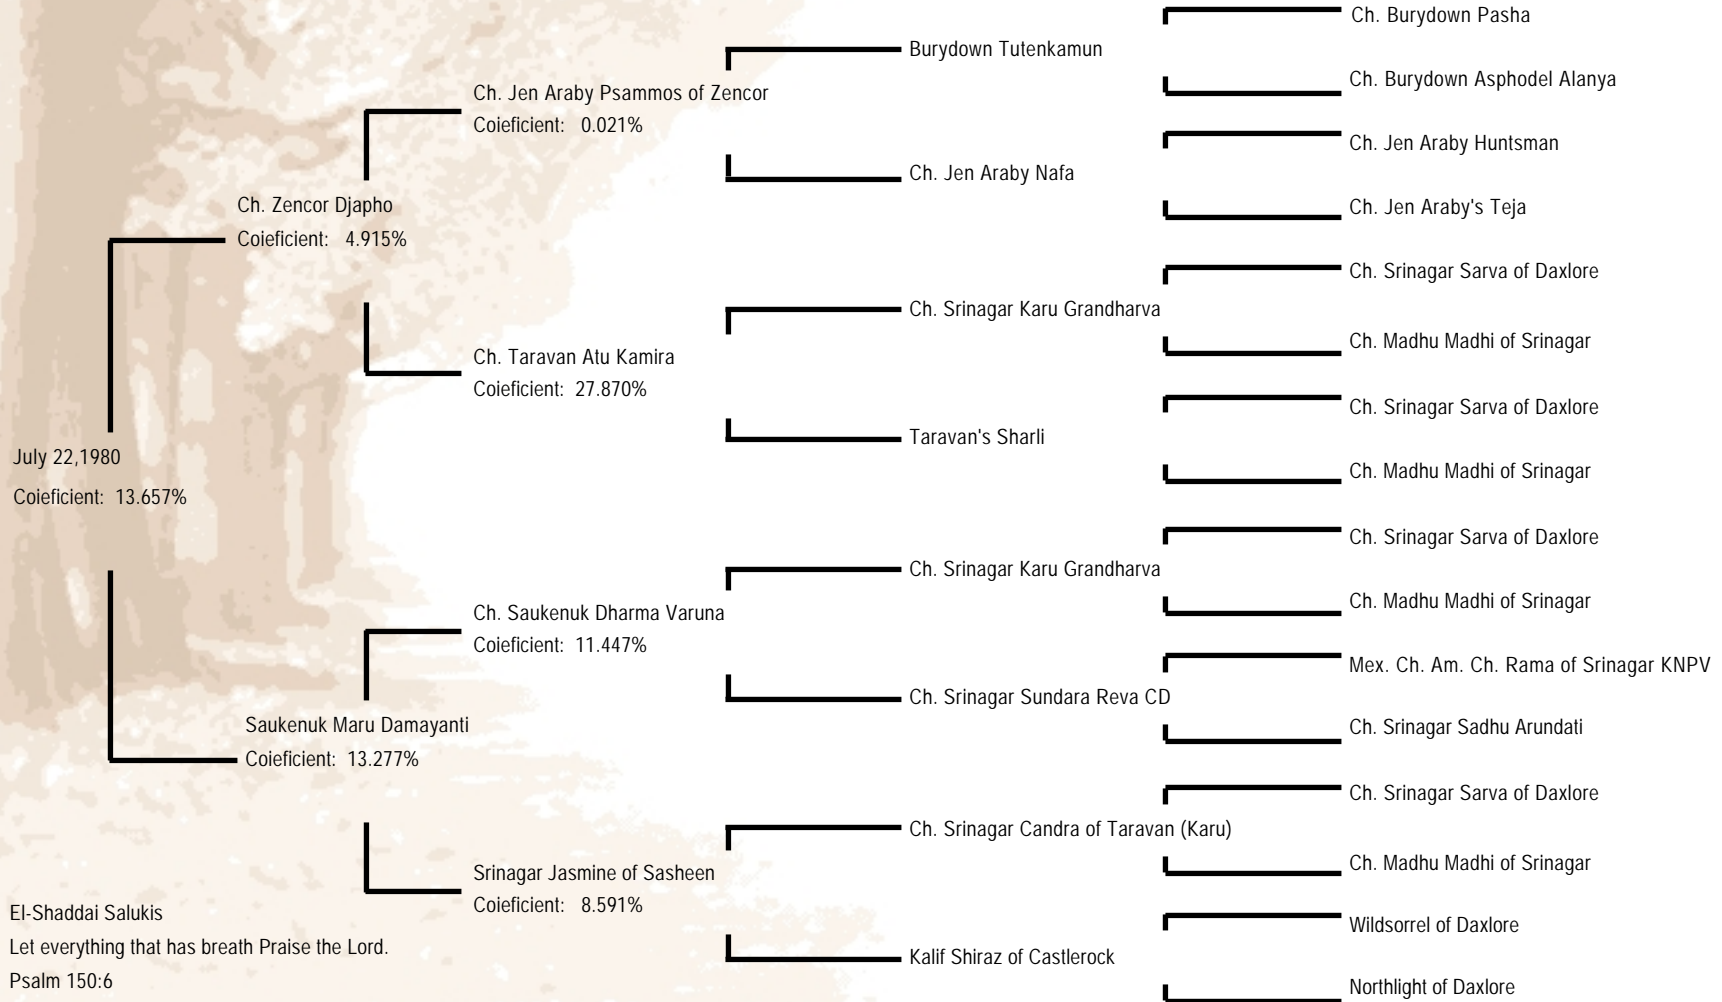 July 22,1980
Coieficient: 13.657%
Ch. Zencor Djapho
Coieficient: 4.915%
Saukenuk Maru Damayanti
Coieficient: 13.277%
Ch. Jen Araby Psammos of Zencor
Coieficient: 0.021%
Ch. Taravan Atu Kamira
Coieficient: 27.870%
Ch. Saukenuk Dharma Varuna
Coieficient: 11.447%
Srinagar Jasmine of Sasheen
Coieficient: 8.591%
Burydown Tutenkamun
Ch. Jen Araby Nafa
Ch. Srinagar Karu Grandharva
Taravan's Sharli
Ch. Srinagar Karu Grandharva
Ch. Srinagar Sundara Reva CD
Ch. Srinagar Candra of Taravan (Karu)
Kalif Shiraz of Castlerock
Ch. Burydown Pasha
Ch. Burydown Asphodel Alanya
Ch. Jen Araby Huntsman
Ch. Jen Araby's Teja
Ch. Srinagar Sarva of Daxlore
Ch. Madhu Madhi of Srinagar
Ch. Srinagar Sarva of Daxlore
Ch. Madhu Madhi of Srinagar
Ch. Srinagar Sarva of Daxlore
Ch. Madhu Madhi of Srinagar
Mex. Ch. Am. Ch. Rama of Srinagar KNPV
Ch. Srinagar Sadhu Arundati
Ch. Srinagar Sarva of Daxlore
Ch. Madhu Madhi of Srinagar
Wildsorrel of Daxlore
Northlight of Daxlore
El-Shaddai Salukis
Let everything that has breath Praise the Lord.
Psalm 150:6